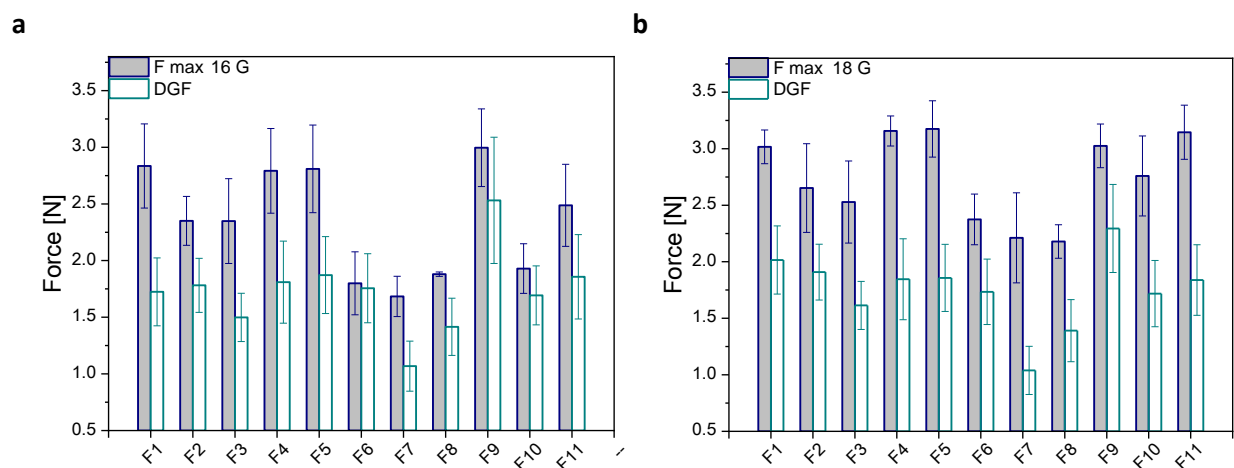 a
b
F max 16 G
DGF
F max 18 G
DGF
Force [N]
3.5
3.0
2.5
2.0
1.5
1.0
0.5
F1 F2 F3 F4 F5 F6 F7 F8 F9 F10 F11 --
Force [N]
3.5
3.0
2.5
2.0
1.5
1.0
0.5
F1 F2 F3 F4 F5 F6 F7 F8 F9 F10 F11